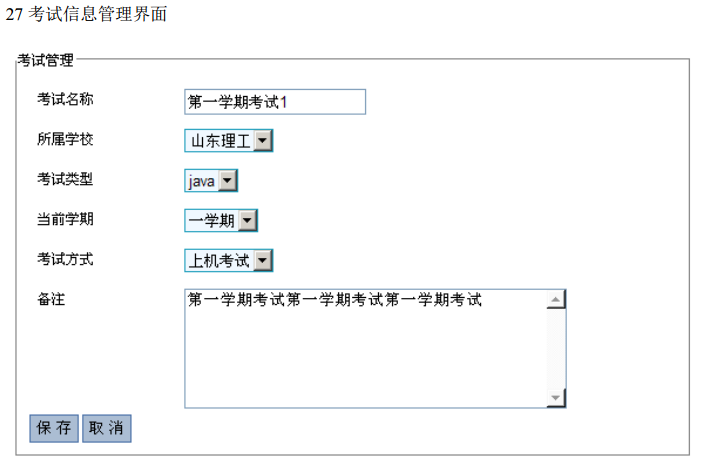 27 考试信息管理界面
考试管理
考试名称 第一学期考试1
所属学校 山东理工
考试类型 java
当前学期 一学期
考试方式 上机考试
备注 第一学期考试第一学期考试第一学期考试
保存 取消